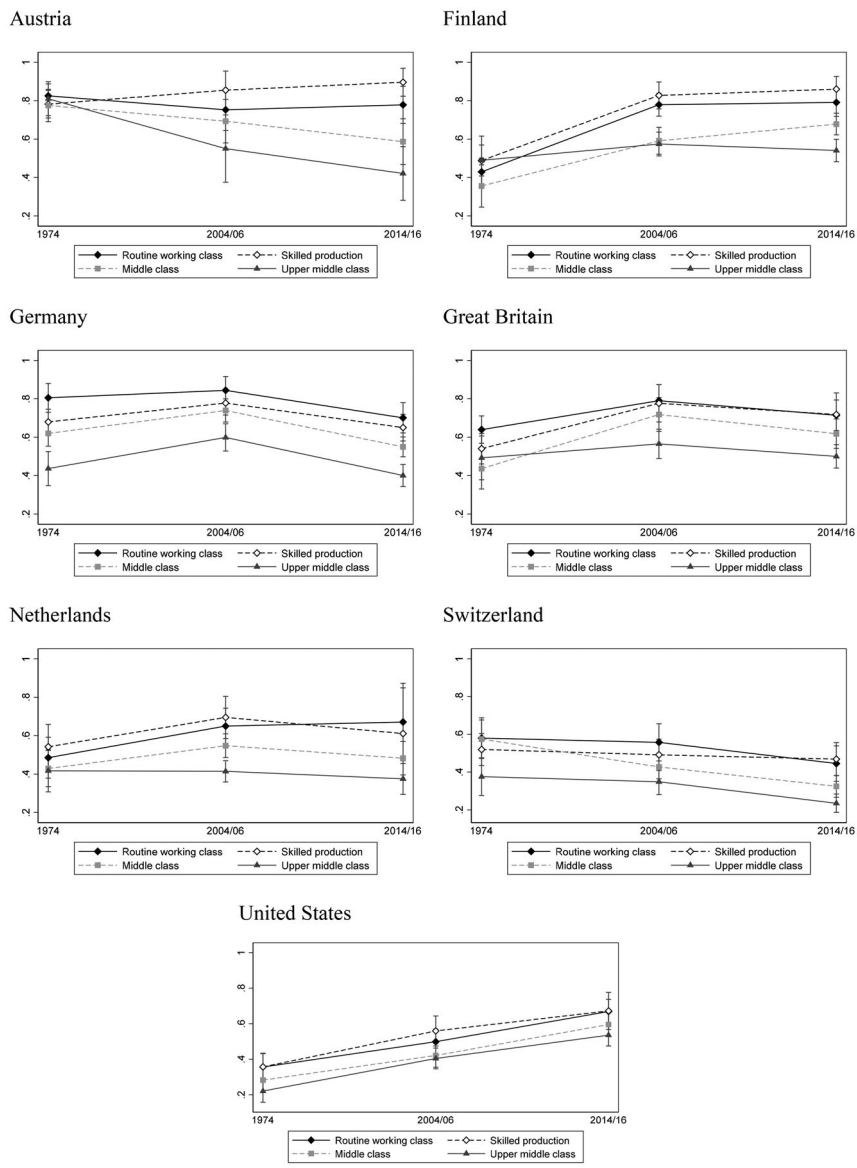 Austria
1
.8
.6
.4
.2
1974 2004/06 2014/16
Routine working class Skilled production
Middle class Upper middle class
Finland
1
.8
.6
.4
.2
1974 2004/06 2014/16
Routine working class Skilled production
Middle class Upper middle class
Germany
1
.8
.6
.4
.2
1974 2004/06 2014/16
Routine working class Skilled production
Middle class Upper middle class
Great Britain
1
.8
.6
.4
.2
1974 2004/06 2014/16
Routine working class Skilled production
Middle class Upper middle class
Netherlands
1
.8
.6
.4
.2
1974 2004/06 2014/16
Routine working class Skilled production
Middle class Upper middle class
Switzerland
1
.8
.6
.4
.2
1974 2004/06 2014/16
Routine working class Skilled production
Middle class Upper middle class
United States
1
.8
.6
.4
.2
1974 2004/06 2014/16
Routine working class Skilled production
Middle class Upper middle class